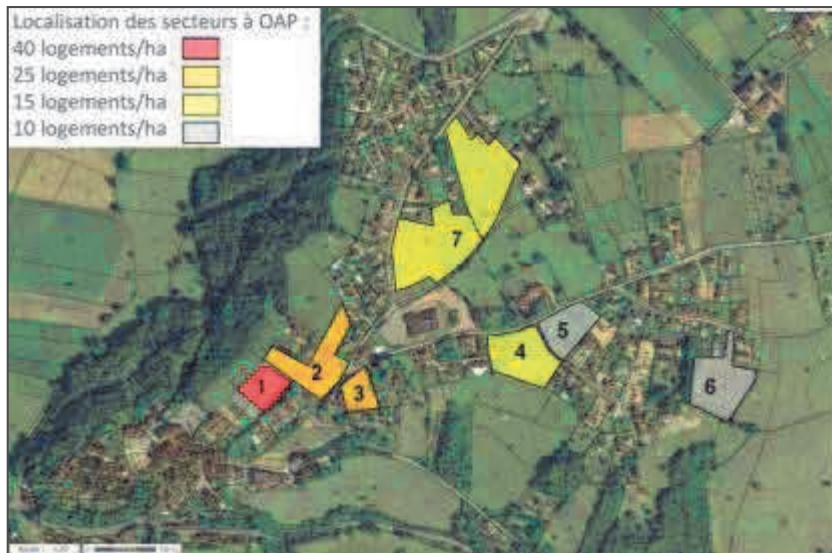 Localisation des secteurs à OAP :
40 logements/ha
25 logements/ha
15 logements/ha
10 logements/ha
7
5
4
2
1
3
6